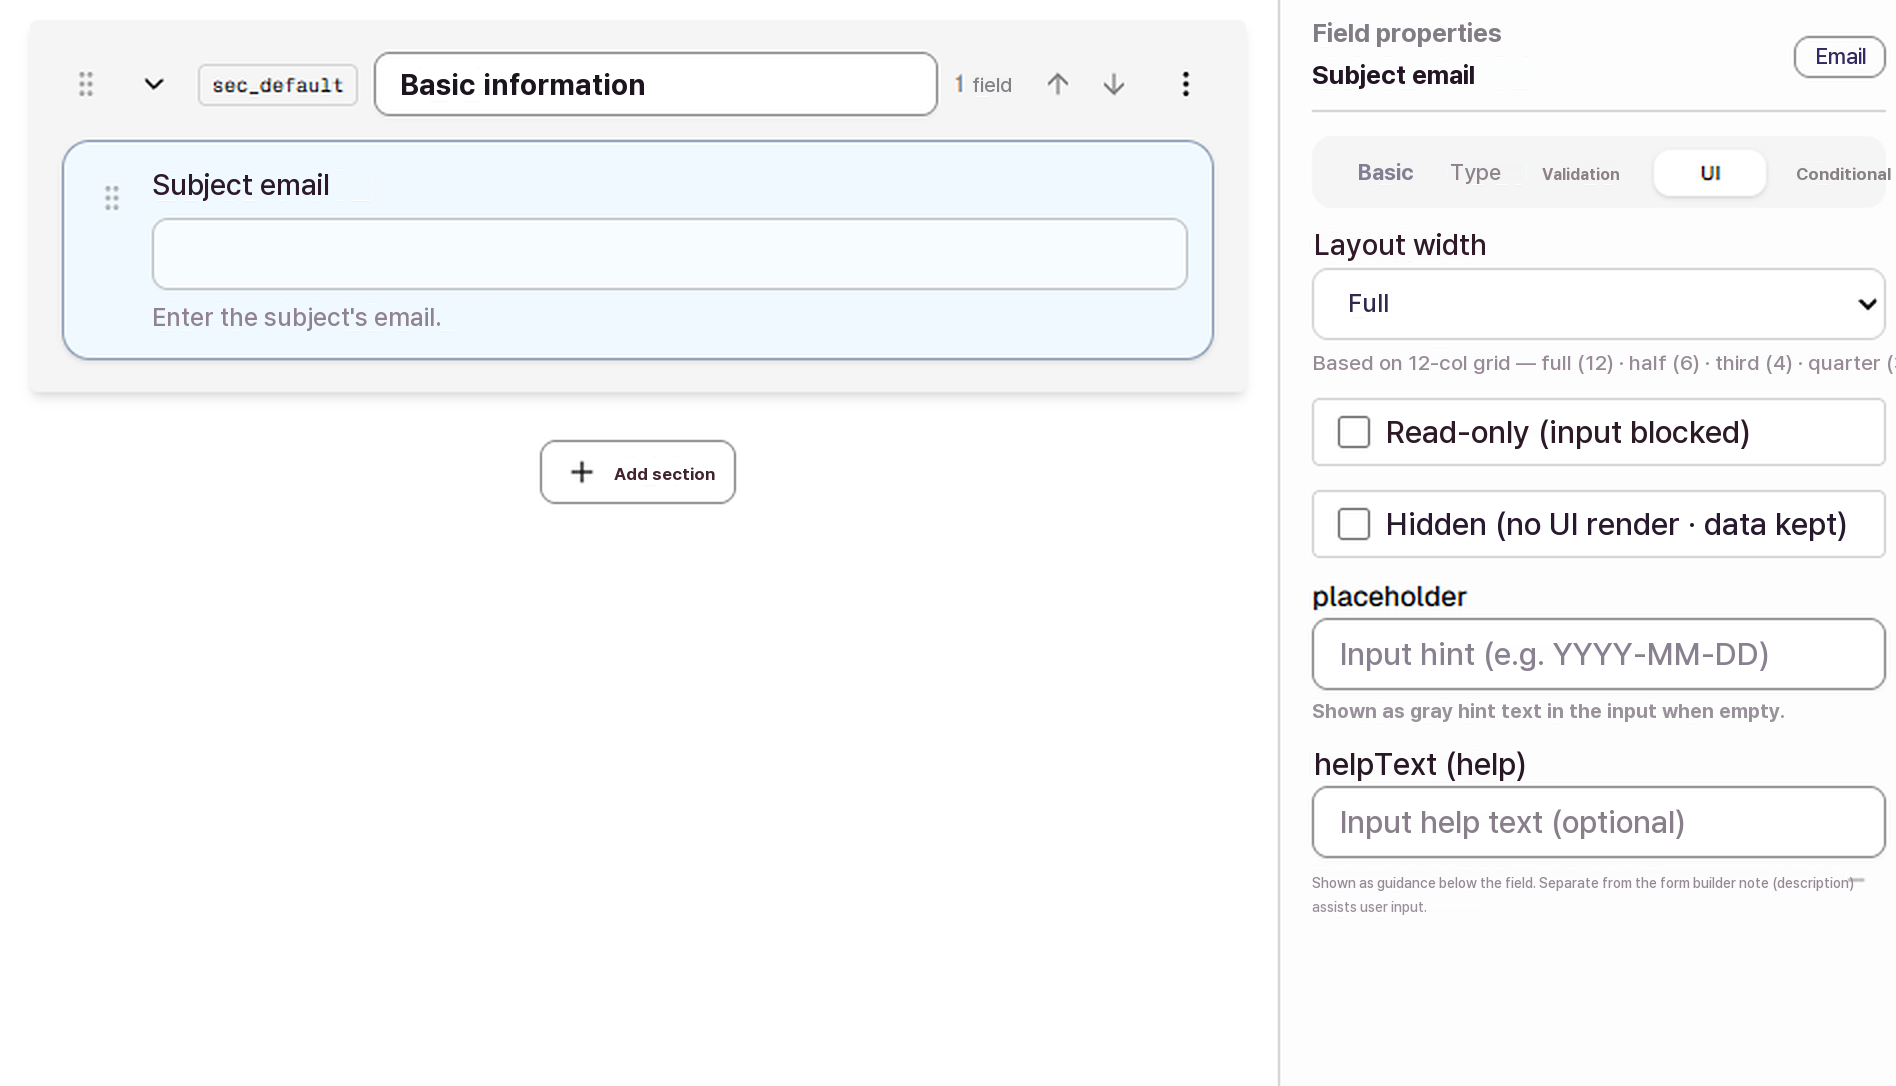 sec_default
Basic information
1 field
Subject email
Enter the subject's email.
Add section
Field properties
Subject email
Email
Basic
Type
Validation
UI
Conditional
Layout width
Full
Based on 12-col grid — full (12) · half (6) · third (4) · quarter (
Read-only (input blocked)
Hidden (no UI render · data kept)
placeholder
Input hint (e.g. YYYY-MM-DD)
Shown as gray hint text in the input when empty.
helpText (help)
Input help text (optional)
Shown as guidance below the field. Separate from the form builder note (description)
assists user input.